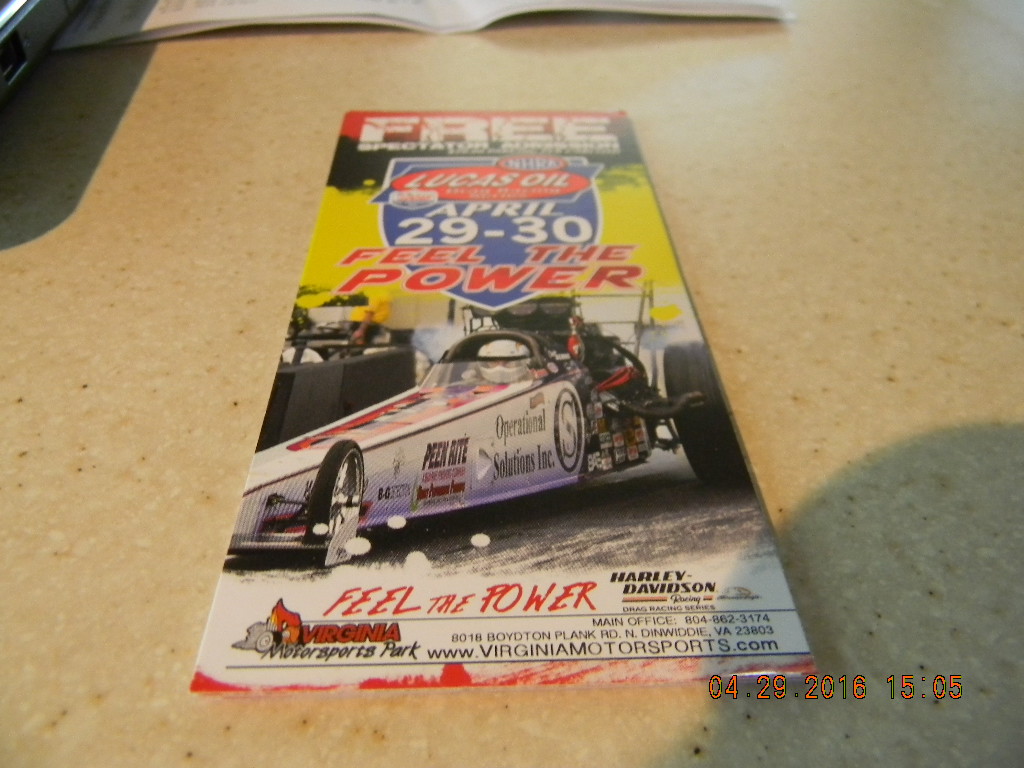 FREE
SPECTATOR ADMISSION
NHRA
LUCAS OIL
APRIL
29-30
FEEL THE
POWER
Operational
Solutions Inc.
PEEN RITE
FEEL THE POWER
HARLEY-
DAVIDSON
Racing
DRAG RACING SERIES
VIRGINIA
Motorsports Park
MAIN OFFICE: 804-862-3174
8018 BOYDTON PLANK RD. N. DINWIDDIE, VA 23803
www.VIRGINIAMOTORSPORTS.com
04.29.2016 15:05